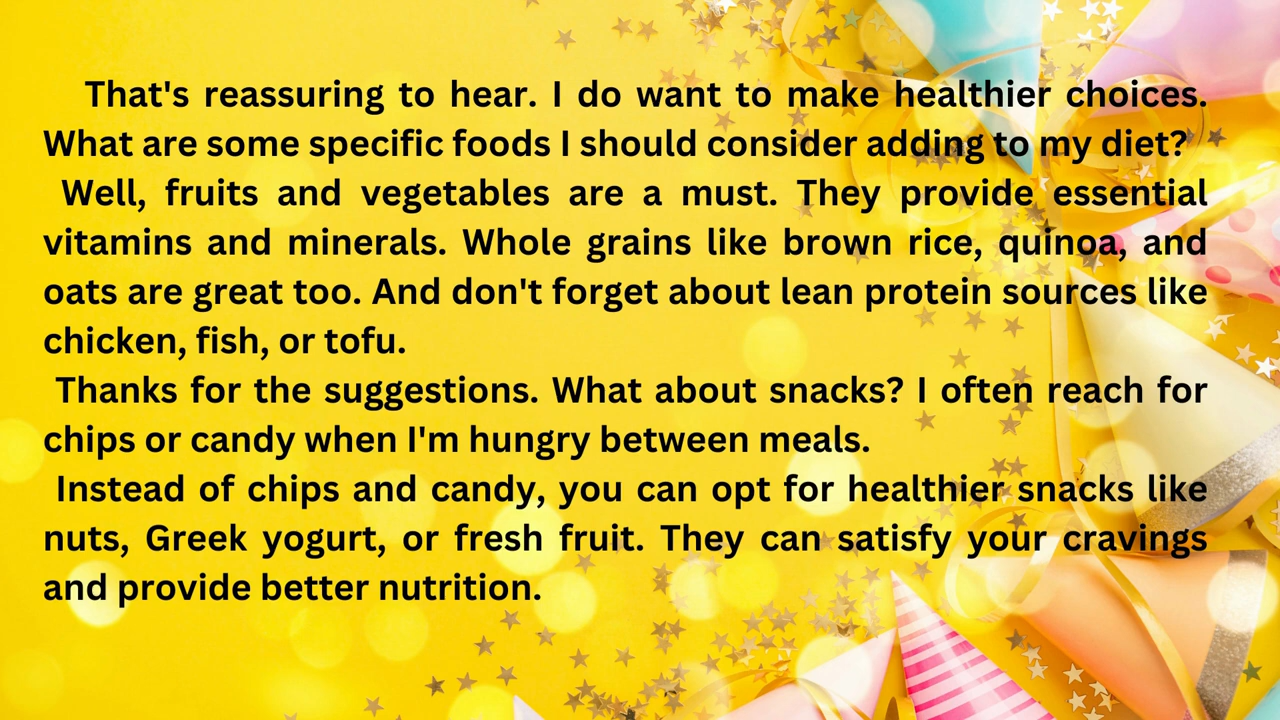 That's reassuring to hear. I do want to make healthier choices.
What are some specific foods I should consider adding to my diet?
Well, fruits and vegetables are a must. They provide essential
vitamins and minerals. Whole grains like brown rice, quinoa, and
oats are great too. And don't forget about lean protein sources like
chicken, fish, or tofu.
Thanks for the suggestions. What about snacks? I often reach for
chips or candy when I'm hungry between meals.
Instead of chips and candy, you can opt for healthier snacks like
nuts, Greek yogurt, or fresh fruit. They can satisfy your cravings
and provide better nutrition.